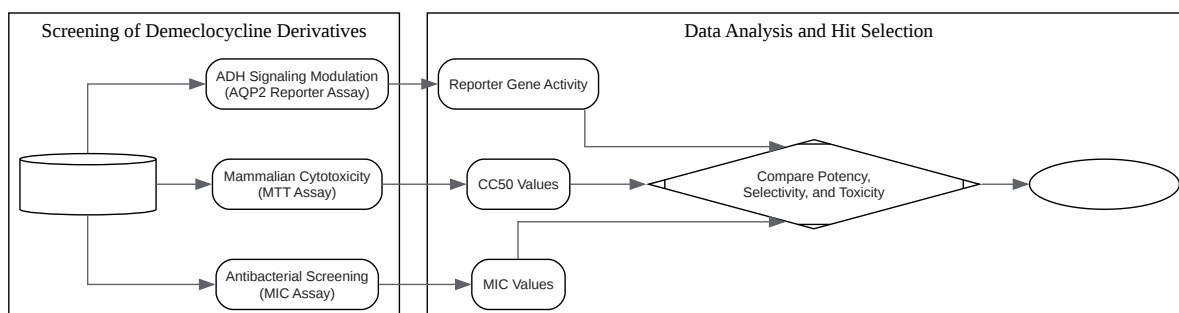 Screening of Demeclocycline Derivatives
Data Analysis and Hit Selection
ADH Signaling Modulation
(AQP2 Reporter Assay)
Reporter Gene Activity
Mammalian Cytotoxicity
(MTT Assay)
CC50 Values
Compare Potency,
Selectivity, and Toxicity
Antibacterial Screening
(MIC Assay)
MIC Values